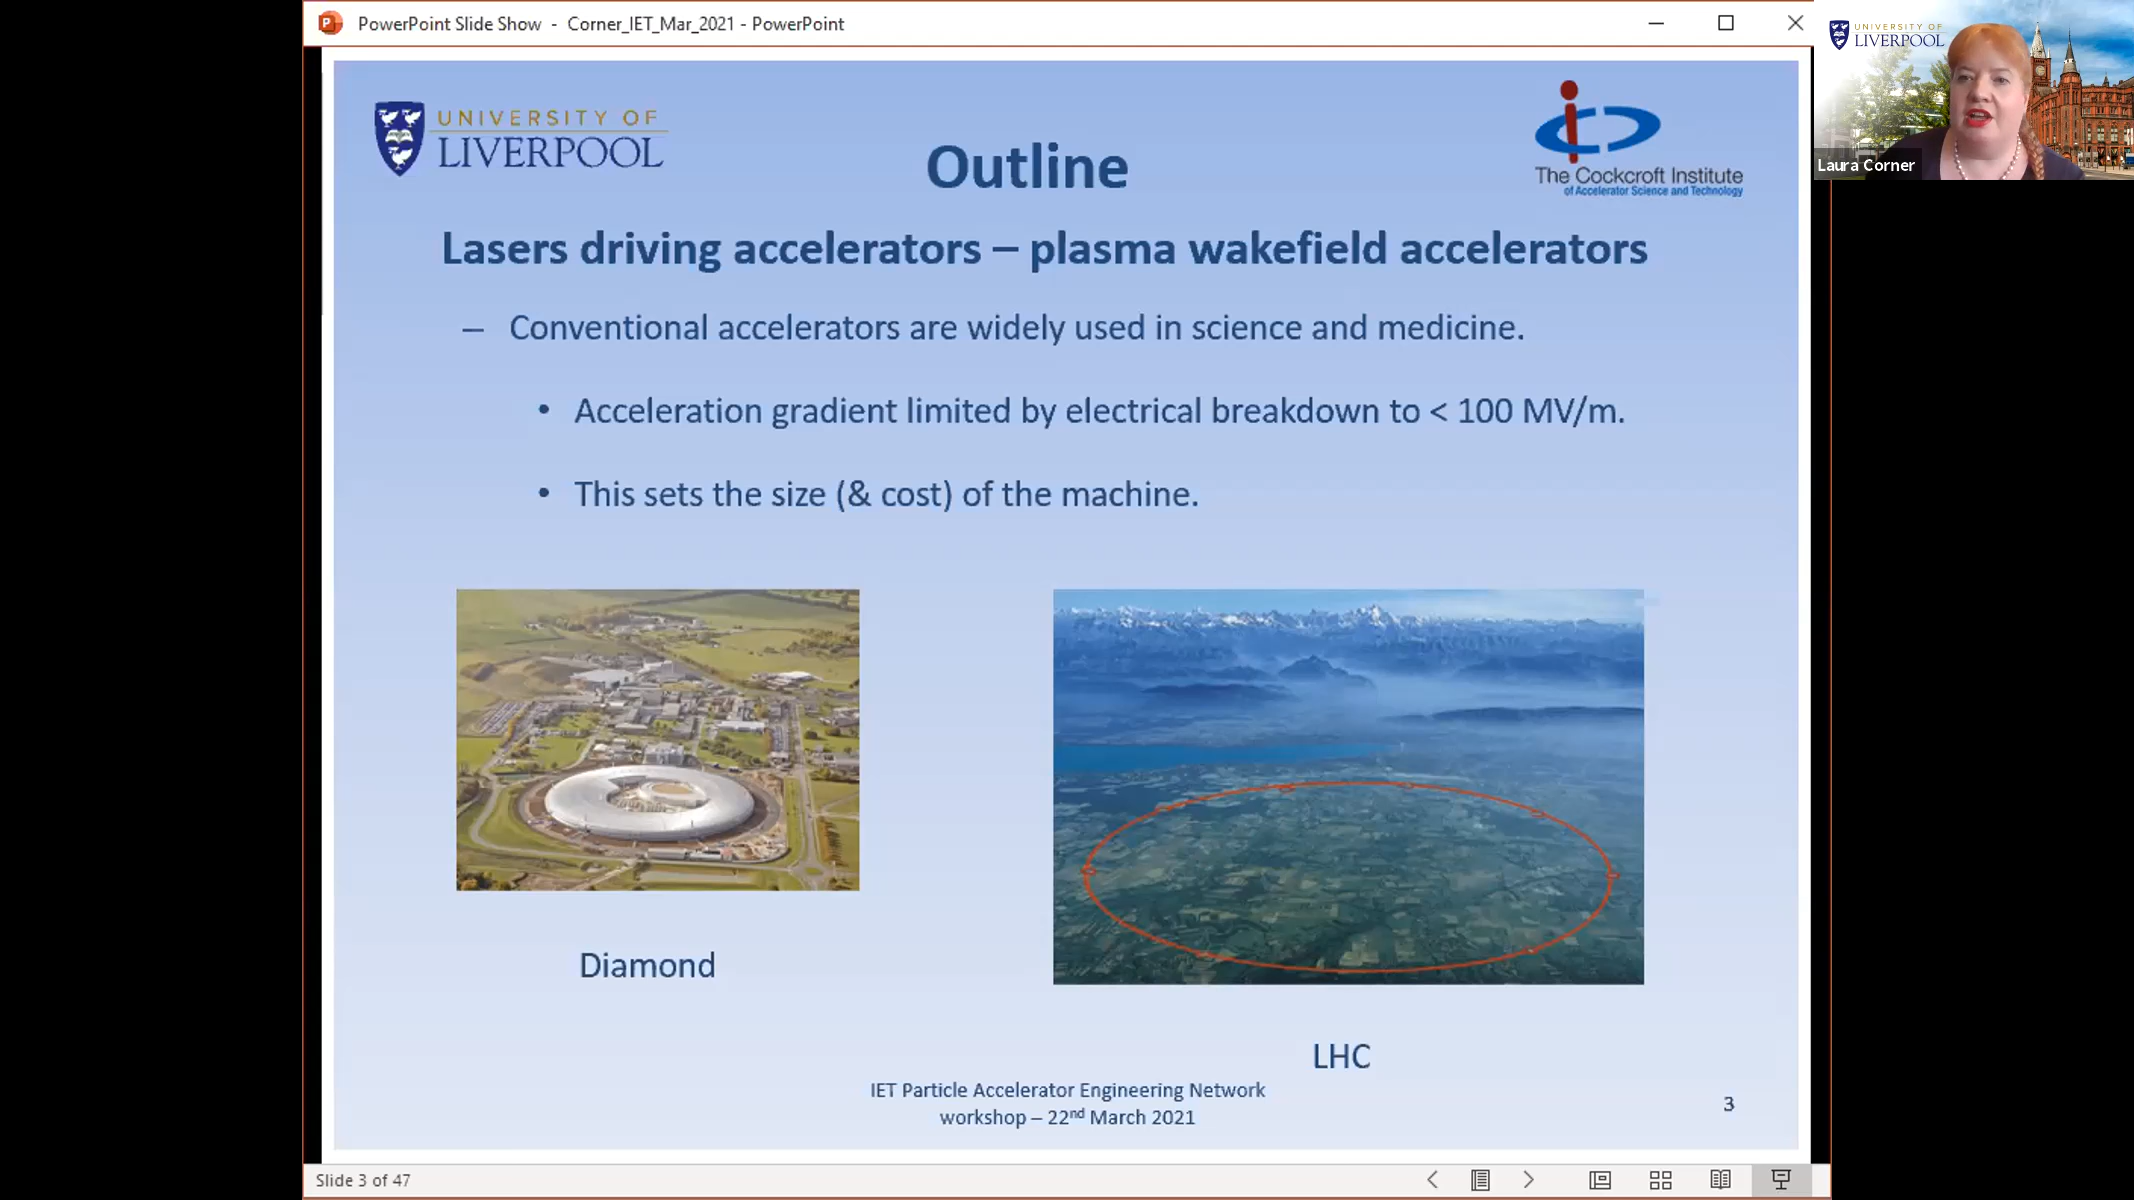 PowerPoint Slide Show - Corner_IET_Mar_2021 - PowerPoint
UNIVERSITY OF
LIVERPOOL
Laura Corner
UNIVERSITY OF
LIVERPOOL
The Cockcroft Institute
of Accelerator Science and Technology
Outline
Lasers driving accelerators – plasma wakefield accelerators
– Conventional accelerators are widely used in science and medicine.
• Acceleration gradient limited by electrical breakdown to < 100 MV/m.
• This sets the size (& cost) of the machine.
Diamond
LHC
IET Particle Accelerator Engineering Network
workshop – 22nd March 2021
3
Slide 3 of 47